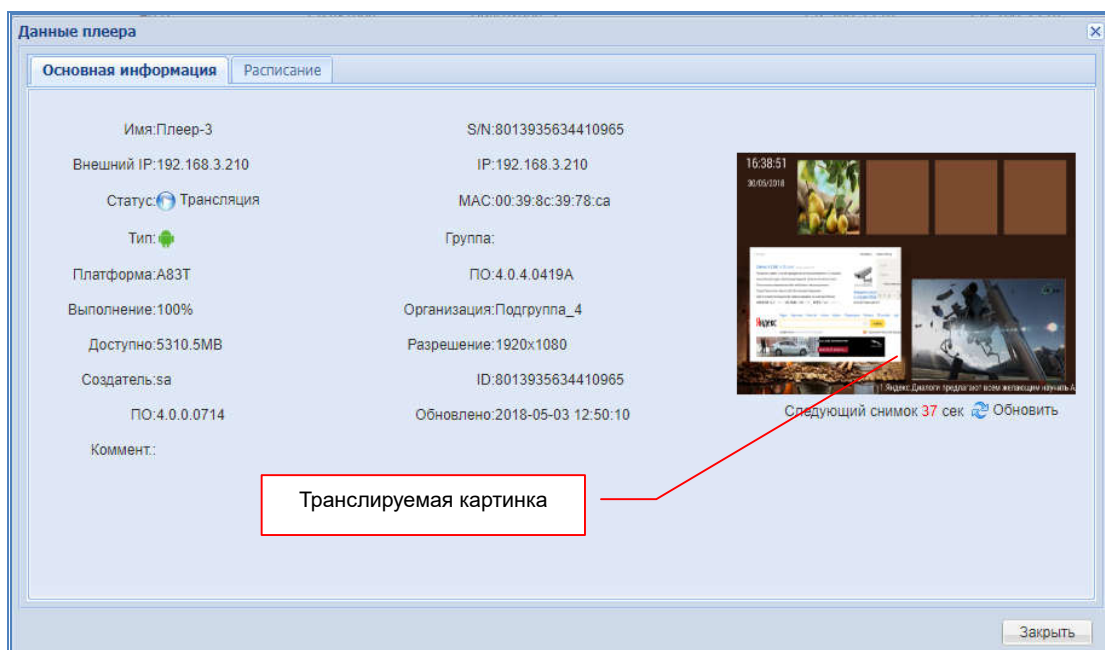 Данные плеера
Основная информация Расписание
Имя:Плеер-3 S/N:8013935634410965
Внешний IP:192.168.3.210 IP:192.168.3.210
Статус: Трансляция MAC:00:39:8c:39:78:ca
Тип: Группа:
Платформа:A83T ПО:4.0.4.0419A
Выполнение:100% Организация:Подгруппа_4
Доступно:5310.5MB Разрешение:1920x1080
Создатель:sa ID:8013935634410965
ПО:4.0.0.0714 Обновлено:2018-05-03 12:50:10
Коммент.:
16:38:51
30/05/2018
Яндекс
Яндекс.Диалоги предлагают всем желающим научить А
Следующий снимок 37 сек Обновить
Транслируемая картинка
Закрыть